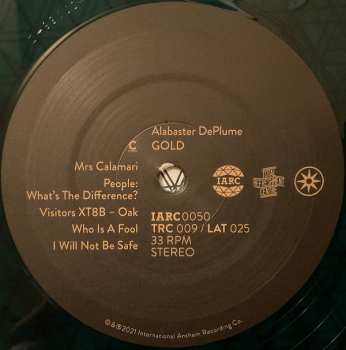 Alabaster DePlume
C GOLD
Mrs Calamari
People:
What's The Difference?
Visitors XT8B – Oak
Who Is A Fool
I Will Not Be Safe
IARC
IARC0050
TRC 009 / LAT 025
33 RPM
STEREO
©&℗2021 International Anthem Recording Co.